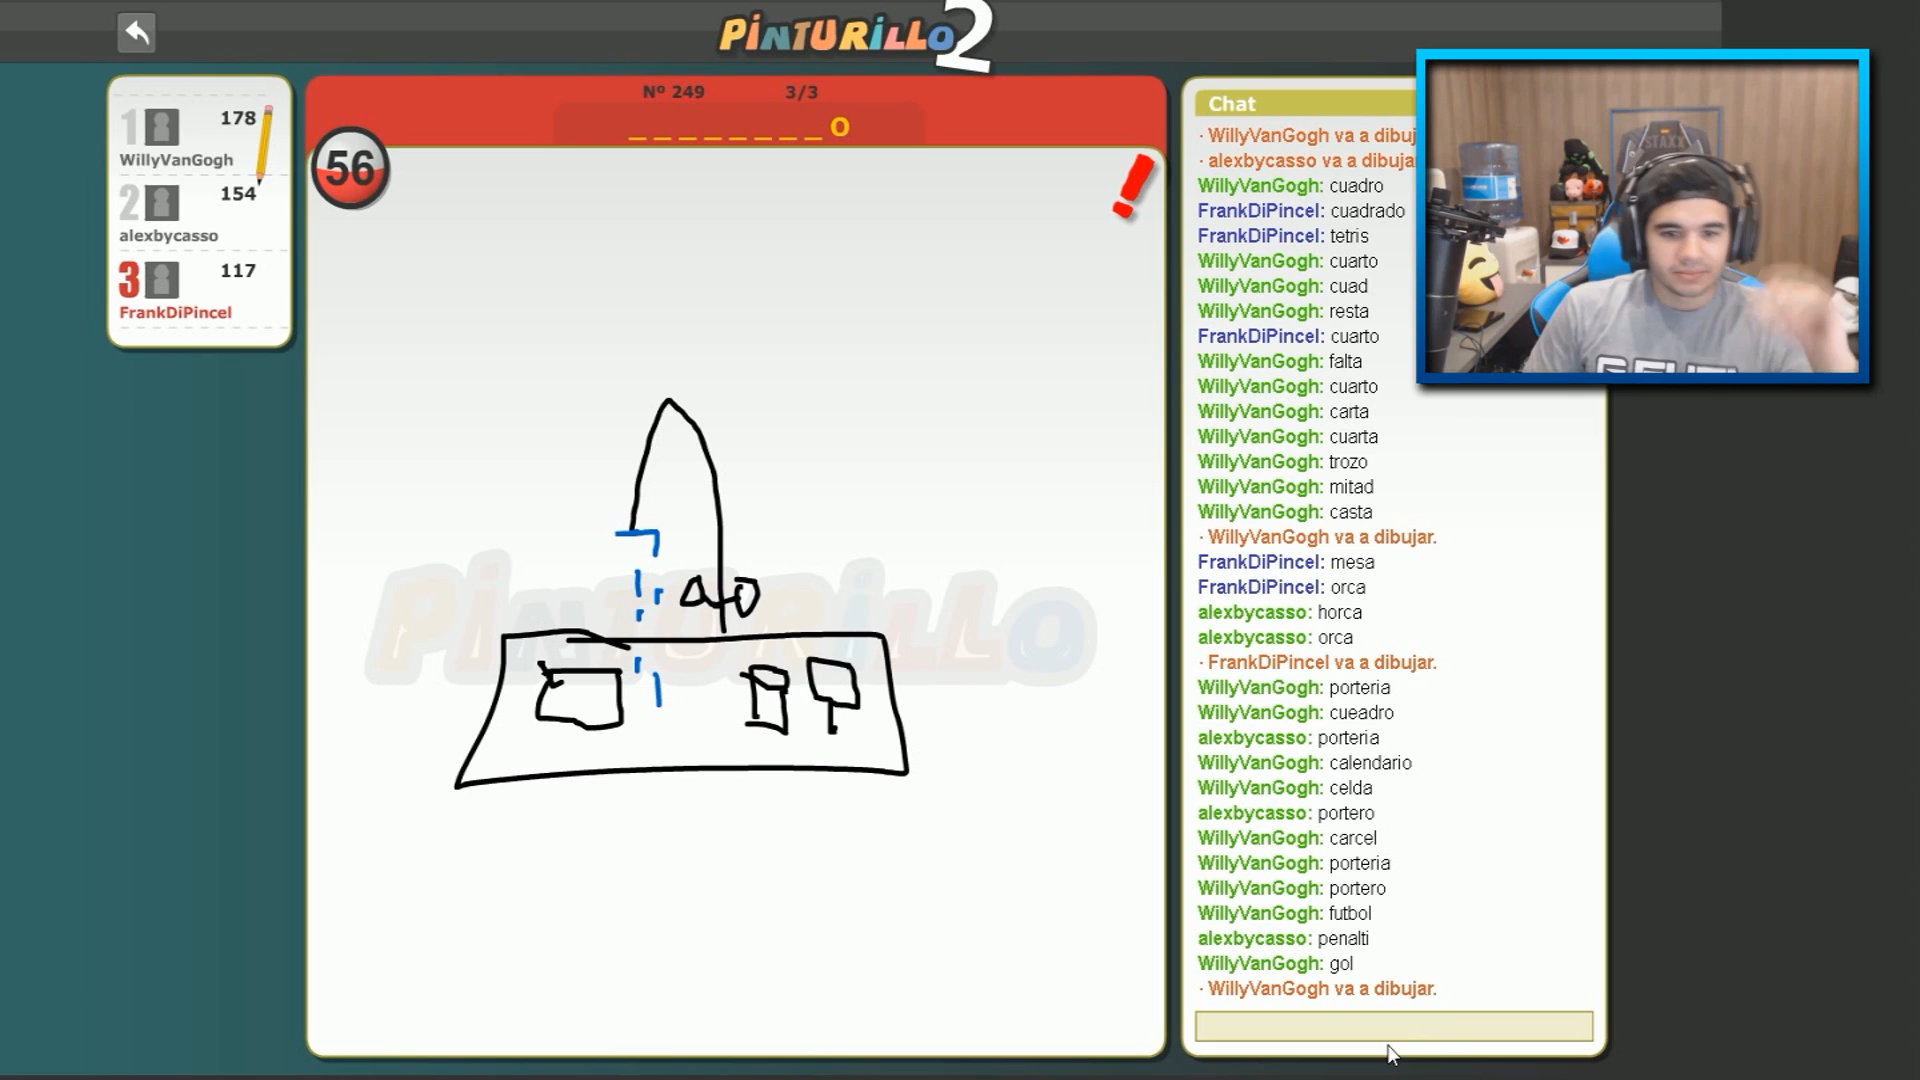 PINTURILLO 2
Nº 249 3/3
_ _ _ _ _ _ _ _ O
56
1 178
WillyVanGogh
2 154
alexbycasso
3 117
FrankDiPincel
PINTURILLO
Chat
· WillyVanGogh va a dibuj
· alexbycasso va a dibuja
WillyVanGogh: cuadro
FrankDiPincel: cuadrado
FrankDiPincel: tetris
WillyVanGogh: cuarto
WillyVanGogh: cuad
WillyVanGogh: resta
FrankDiPincel: cuarto
WillyVanGogh: falta
WillyVanGogh: cuarto
WillyVanGogh: carta
WillyVanGogh: cuarta
WillyVanGogh: trozo
WillyVanGogh: mitad
WillyVanGogh: casta
· WillyVanGogh va a dibujar.
FrankDiPincel: mesa
FrankDiPincel: orca
alexbycasso: horca
alexbycasso: orca
· FrankDiPincel va a dibujar.
WillyVanGogh: porteria
WillyVanGogh: cueadro
alexbycasso: porteria
WillyVanGogh: calendario
WillyVanGogh: celda
alexbycasso: portero
WillyVanGogh: carcel
WillyVanGogh: porteria
WillyVanGogh: portero
WillyVanGogh: futbol
alexbycasso: penalti
WillyVanGogh: gol
· WillyVanGogh va a dibujar.